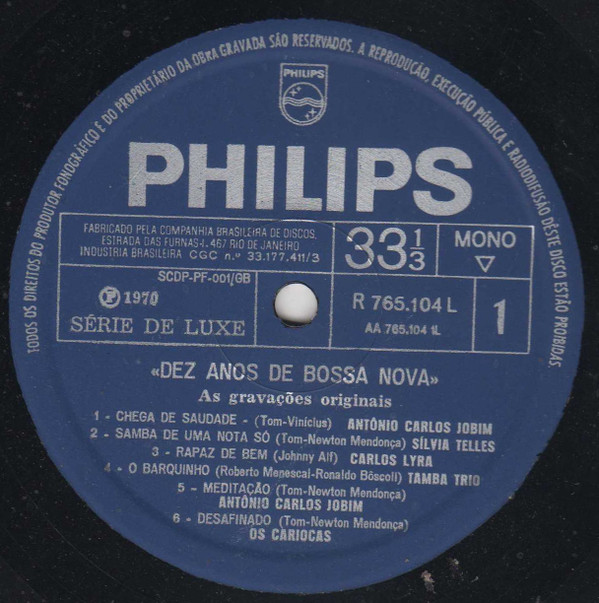 TODOS OS DIREITOS DO PRODUTOR FONOGRÁFICO E DO PROPRIETÁRIO DA OBRA GRAVADA SÃO RESERVADOS. A REPRODUÇÃO, EXECUÇÃO PÚBLICA E RADIODIFUSÃO DÊSTE DISCO ESTÃO PROIBIDAS
PHILIPS
PHILIPS
FABRICADO PELA COMPANHIA BRASILEIRA DE DISCOS.
ESTRADA DAS FURNAS-J. 467 RIO DE JANEIRO
INDUSTRIA BRASILEIRA CGC n.º 33.177.411/3
33 1/3
MONO
SCDP-PF-001/GB
Ⓟ 1970
SÉRIE DE LUXE
R 765.104 L
AA 765.104 1L
1
«DEZ ANOS DE BOSSA NOVA»
As gravações originais
1 - CHEGA DE SAUDADE - (Tom-Vinícius) ANTÔNIO CARLOS JOBIM
2 - SAMBA DE UMA NOTA SÓ (Tom-Newton Mendonça) SÍLVIA TELLES
3 - RAPAZ DE BEM (Johnny Alf) CARLOS LYRA
4 - O BARQUINHO (Roberto Menescal-Ronaldo Bôscoli) TAMBA TRIO
5 - MEDITAÇÃO (Tom-Newton Mendonça)
ANTÔNIO CARLOS JOBIM
6 - DESAFINADO (Tom-Newton Mendonça)
OS CARIOCAS